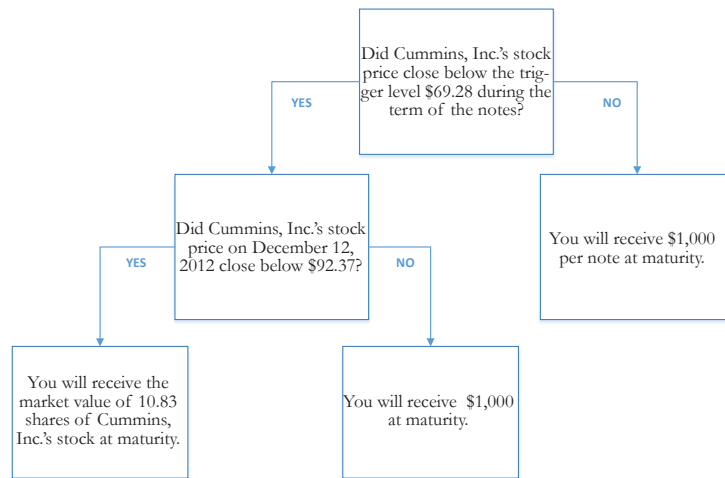 Did Cummins, Inc.'s stock
price close below the trig-
ger level $69.28 during the
term of the notes?
YES
NO
Did Cummins, Inc.'s stock
price on December 12,
2012 close below $92.37?
You will receive $1,000
per note at maturity.
YES
NO
You will receive the
market value of 10.83
shares of Cummins,
Inc.'s stock at maturity.
You will receive  $1,000
at maturity.